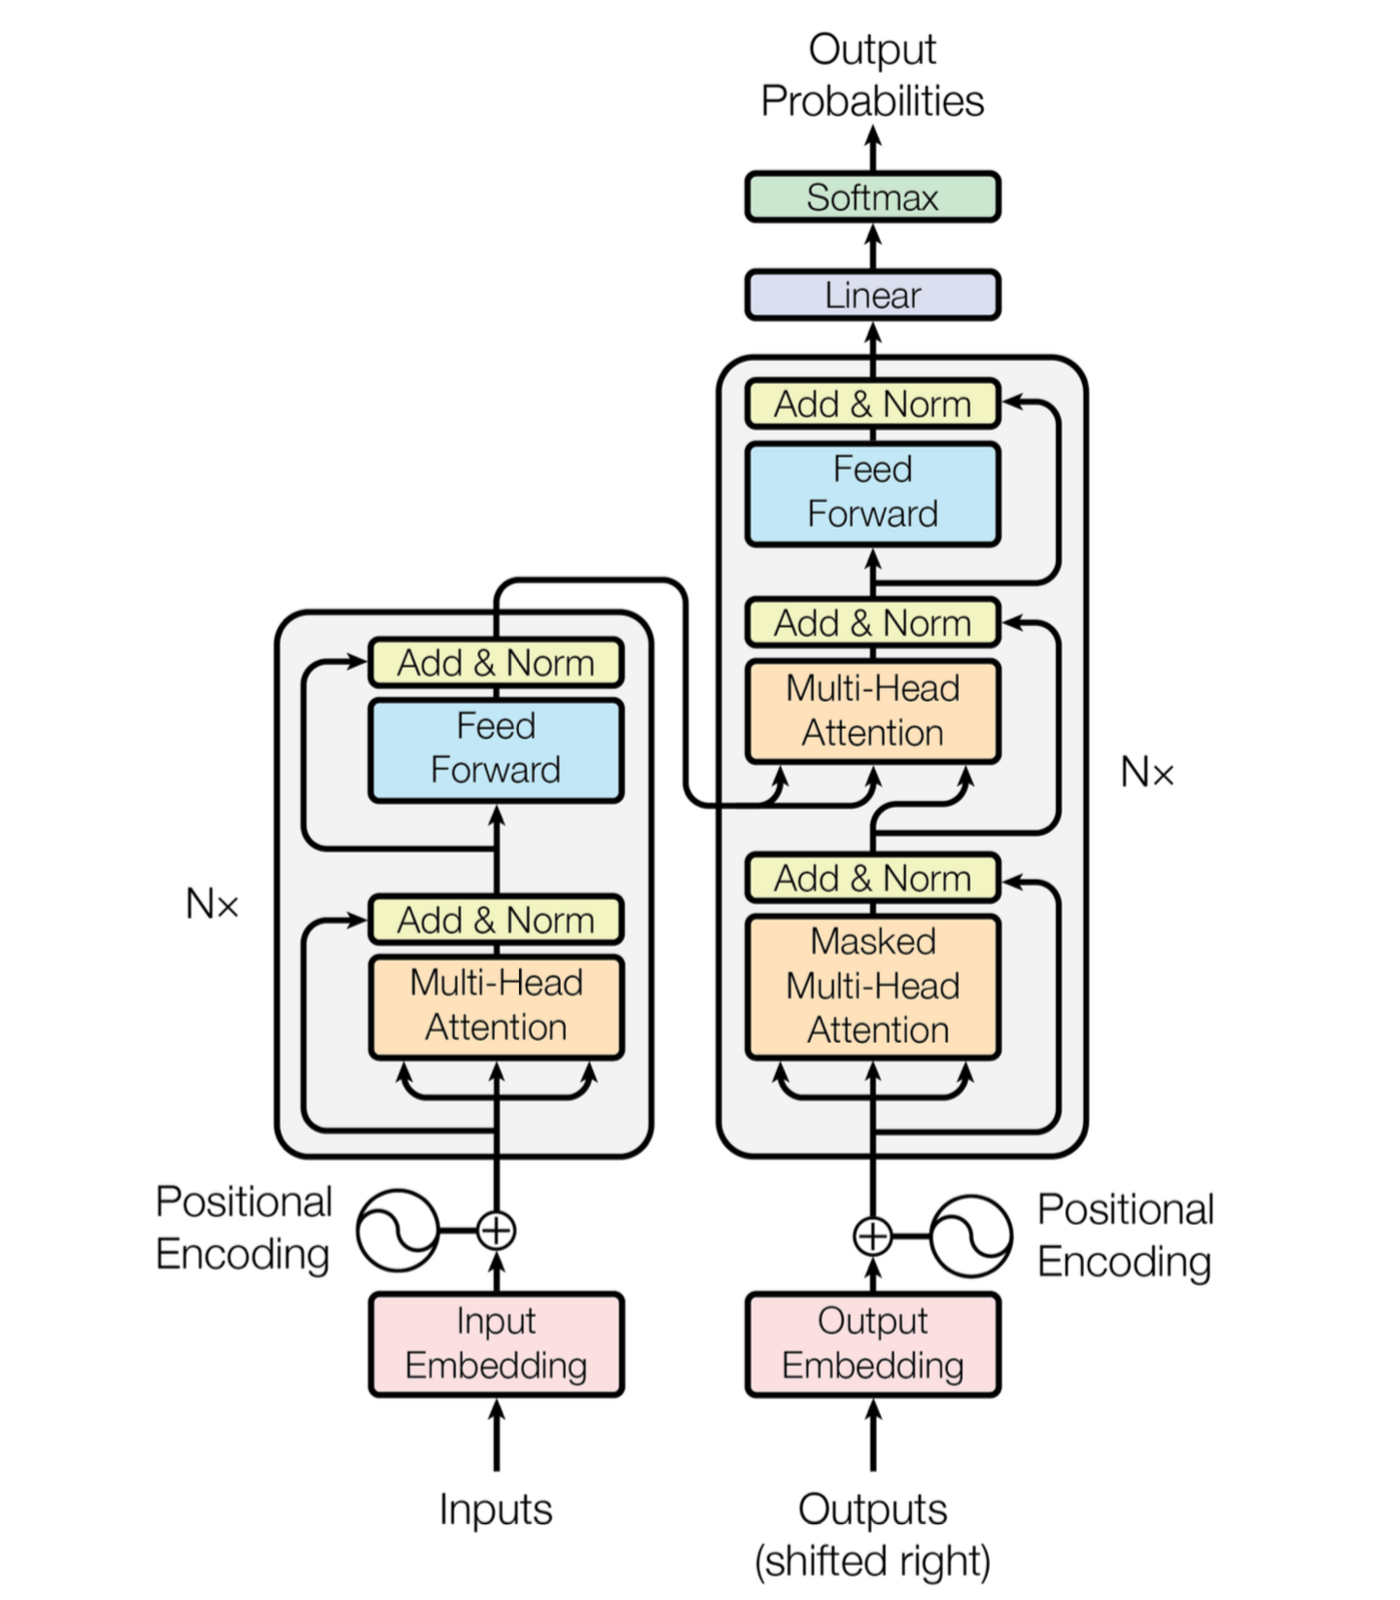 Output
Probabilities
Softmax
Linear
Add & Norm
Feed
Forward
Add & Norm
Multi-Head
Attention
Nx
Add & Norm
Masked
Multi-Head
Attention
Positional
Encoding
Output
Embedding
Outputs
(shifted right)
Add & Norm
Feed
Forward
Nx
Add & Norm
Multi-Head
Attention
Positional
Encoding
Input
Embedding
Inputs